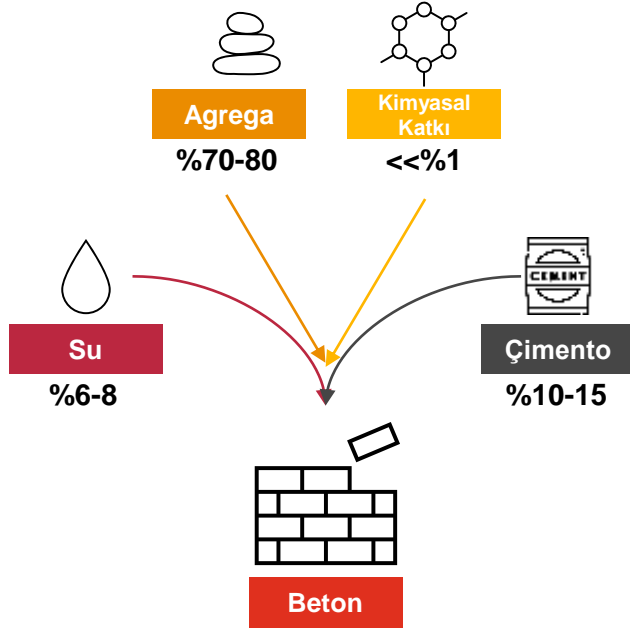 Agrega
Kimyasal
Katkı
%70-80
<<%1
CEMENT
Su
Çimento
%6-8
%10-15
Beton